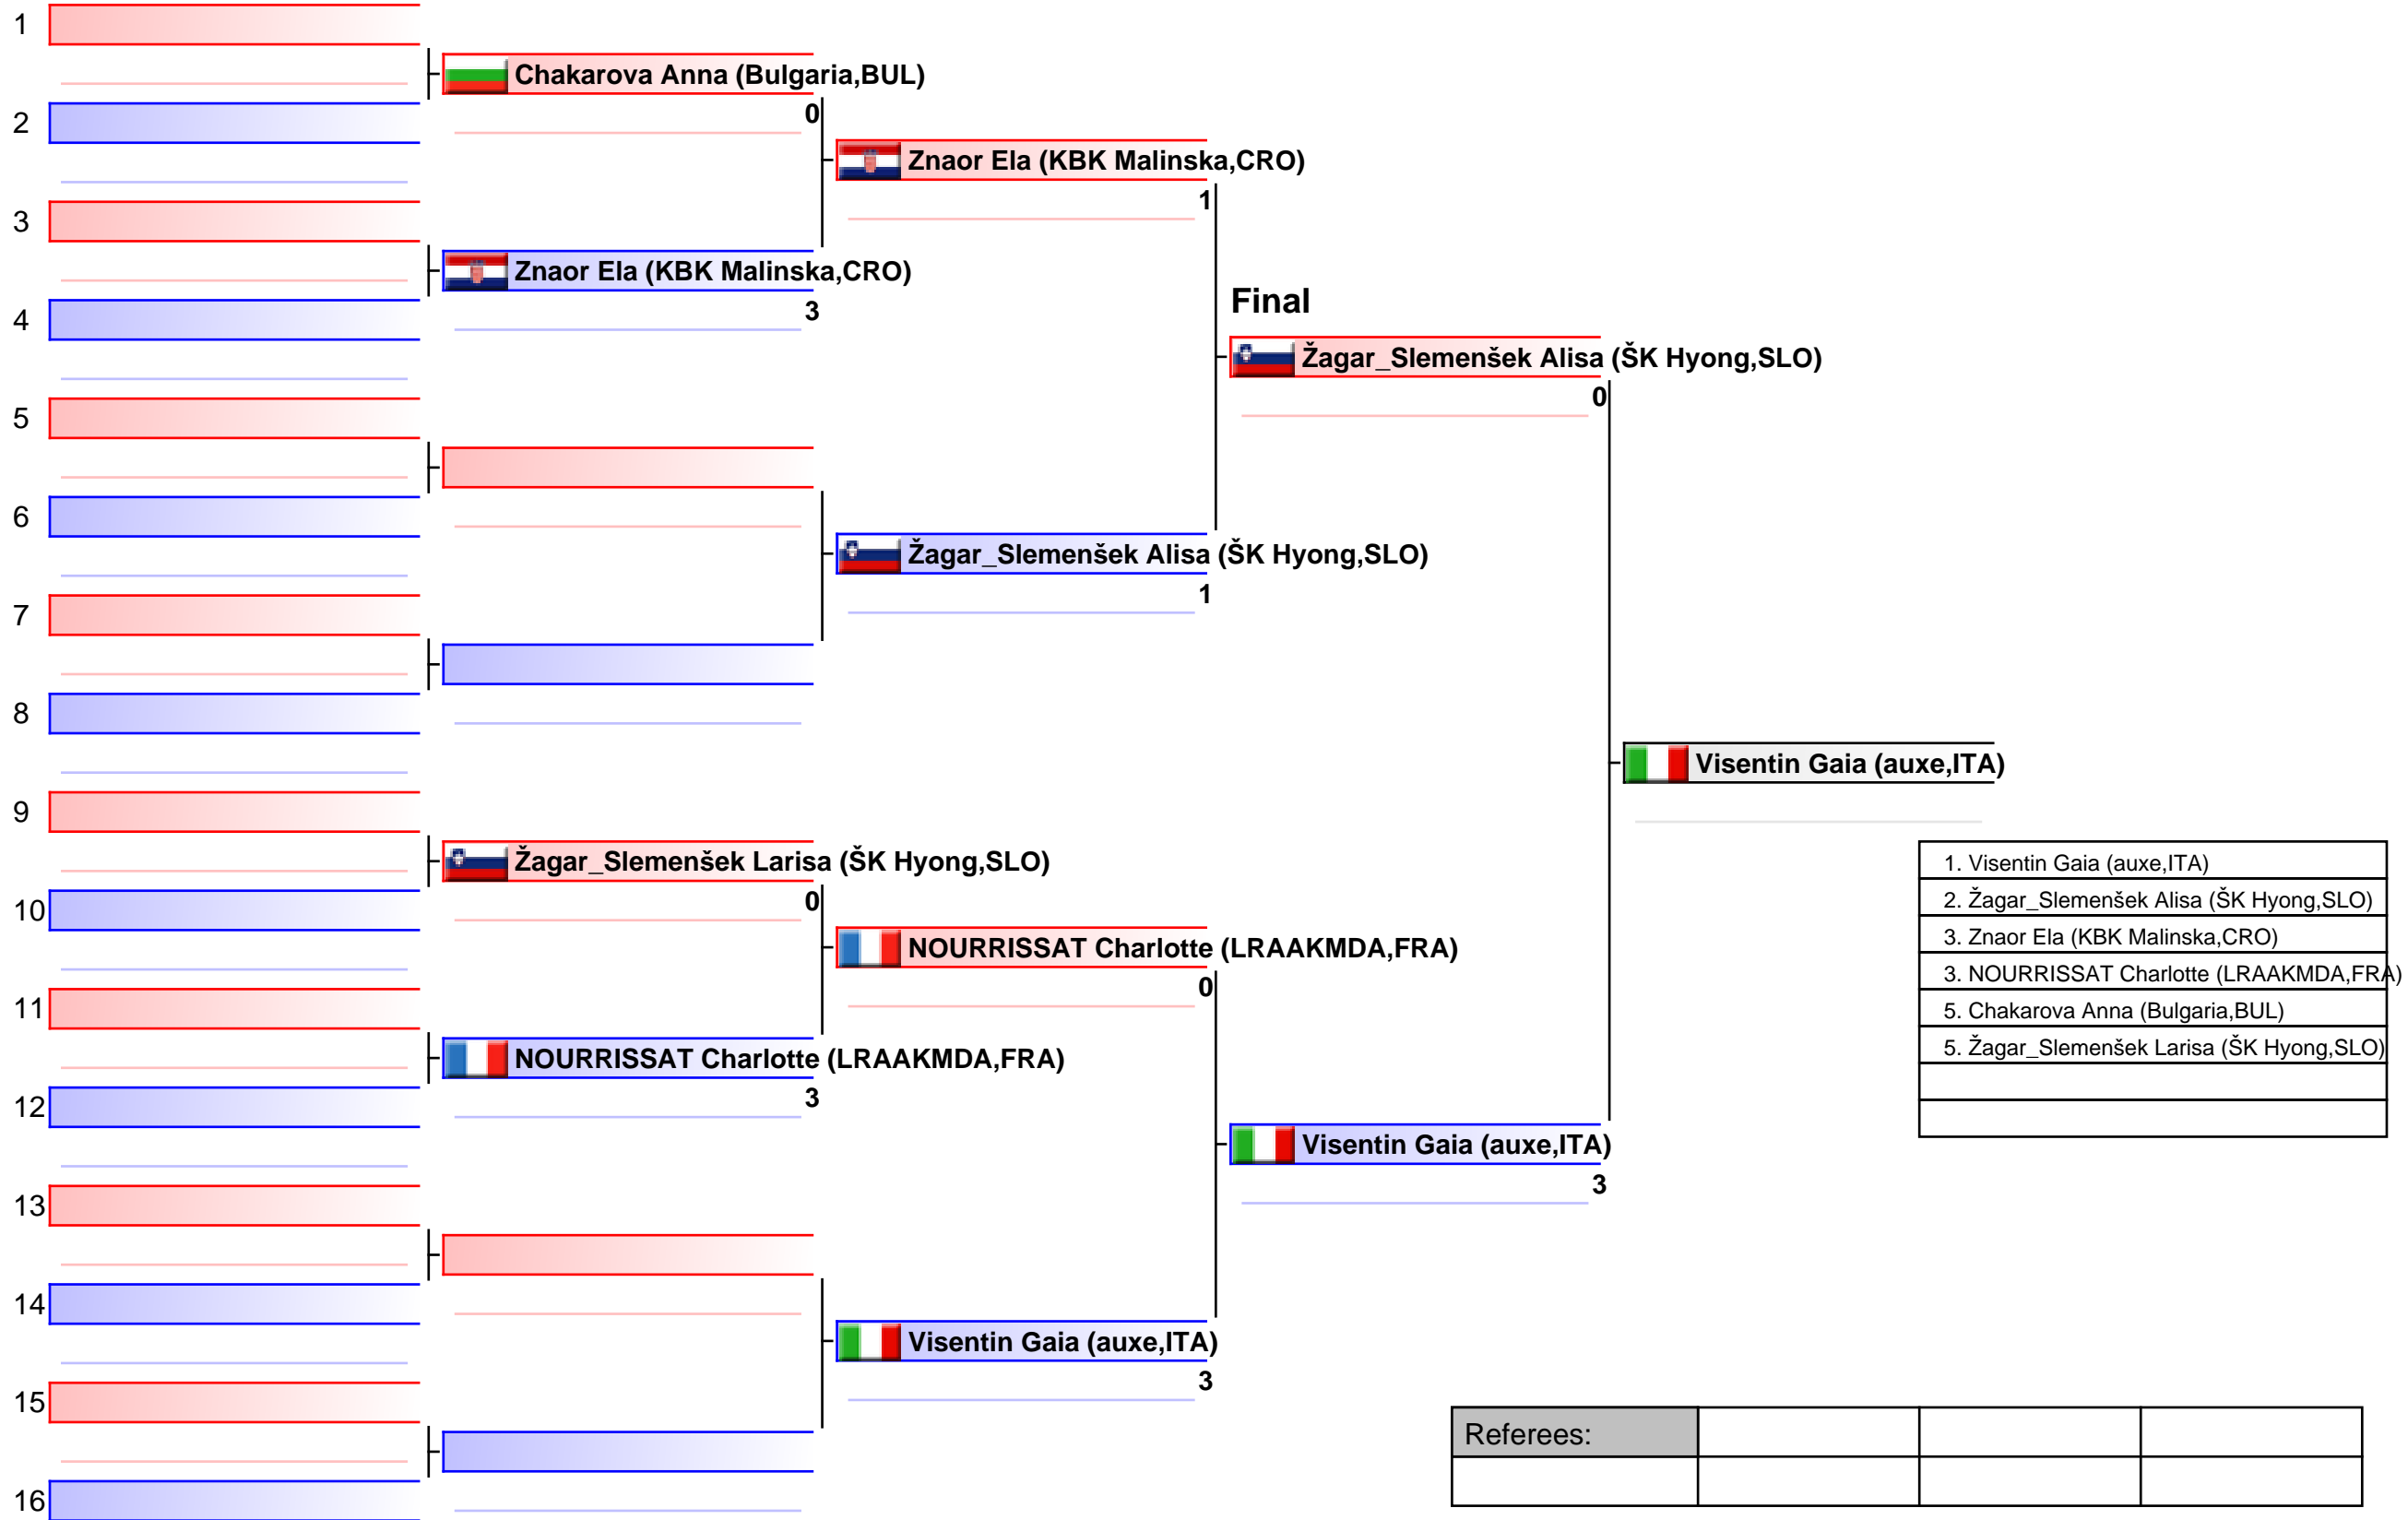 1
Chakarova Anna (Bulgaria,BUL)
0
2
Znaor Ela (KBK Malinska,CRO)
1
3
Znaor Ela (KBK Malinska,CRO)
3
4
Final
Žagar_Slemenšek Alisa (ŠK Hyong,SLO)
0
5
6
Žagar_Slemenšek Alisa (ŠK Hyong,SLO)
1
7
8
Visentin Gaia (auxe,ITA)
9
Žagar_Slemenšek Larisa (ŠK Hyong,SLO)
0
10
NOURRISSAT Charlotte (LRAAKMDA,FRA)
0
11
NOURRISSAT Charlotte (LRAAKMDA,FRA)
3
12
Visentin Gaia (auxe,ITA)
3
13
14
Visentin Gaia (auxe,ITA)
3
15
16
1. Visentin Gaia (auxe,ITA)
2. Žagar_Slemenšek Alisa (ŠK Hyong,SLO)
3. Znaor Ela (KBK Malinska,CRO)
3. NOURRISSAT Charlotte (LRAAKMDA,FRA)
5. Chakarova Anna (Bulgaria,BUL)
5. Žagar_Slemenšek Larisa (ŠK Hyong,SLO)
Referees: